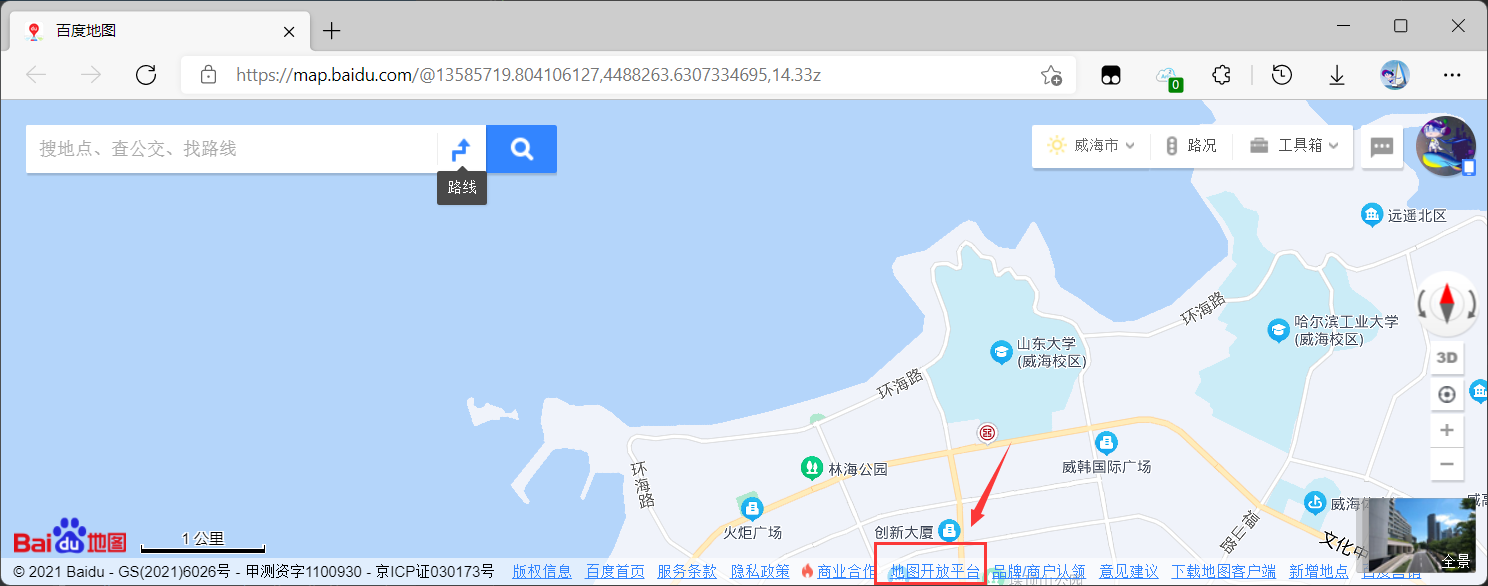 百度地图
https://map.baidu.com/@13585719.804106127,4488263.6307334695,14.33z
0
搜地点、查公交、找路线
路线
威海市
路况
工具箱
远遥北区
环海路
哈尔滨工业大学
(威海校区)
山东大学
(威海校区)
3D
环海路
威韩国际广场
林海公园
环海路
火炬广场
创新大厦
福山路
文化中
全景
Bai du 地图
1 公里
© 2021 Baidu - GS(2021)6026号 - 甲测资字1100930 - 京ICP证030173号 版权信息 百度首页 服务条款 隐私政策 商业合作 地图开放平台 品牌/商户认领 意见建议 下载地图客户端 新增地点 百度营销